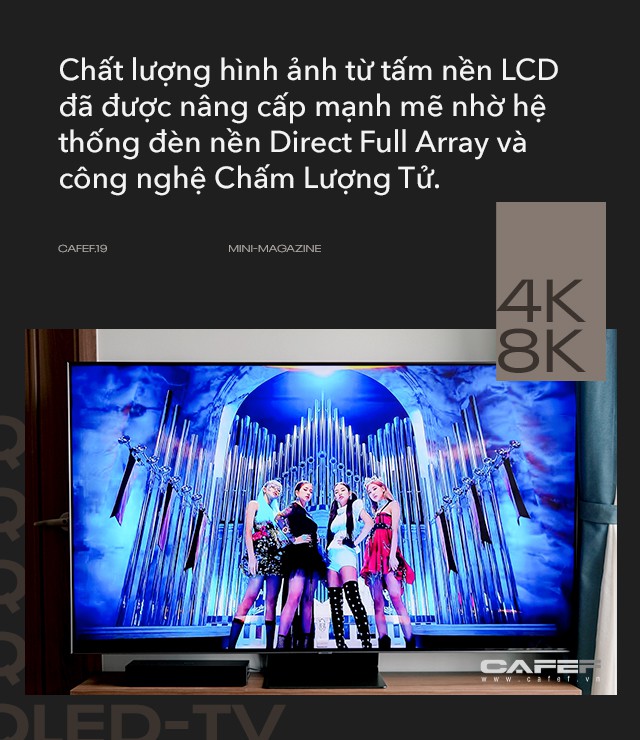 Chất lượng hình ảnh từ tấm nền LCD
đã được nâng cấp mạnh mẽ nhờ hệ
thống đèn nền Direct Full Array và
công nghệ Chấm Lượng Tử.
CAFEF.19
MINI-MAGAZINE
4K
8K
CAFEF
www.cafef.vn
QLED-TV